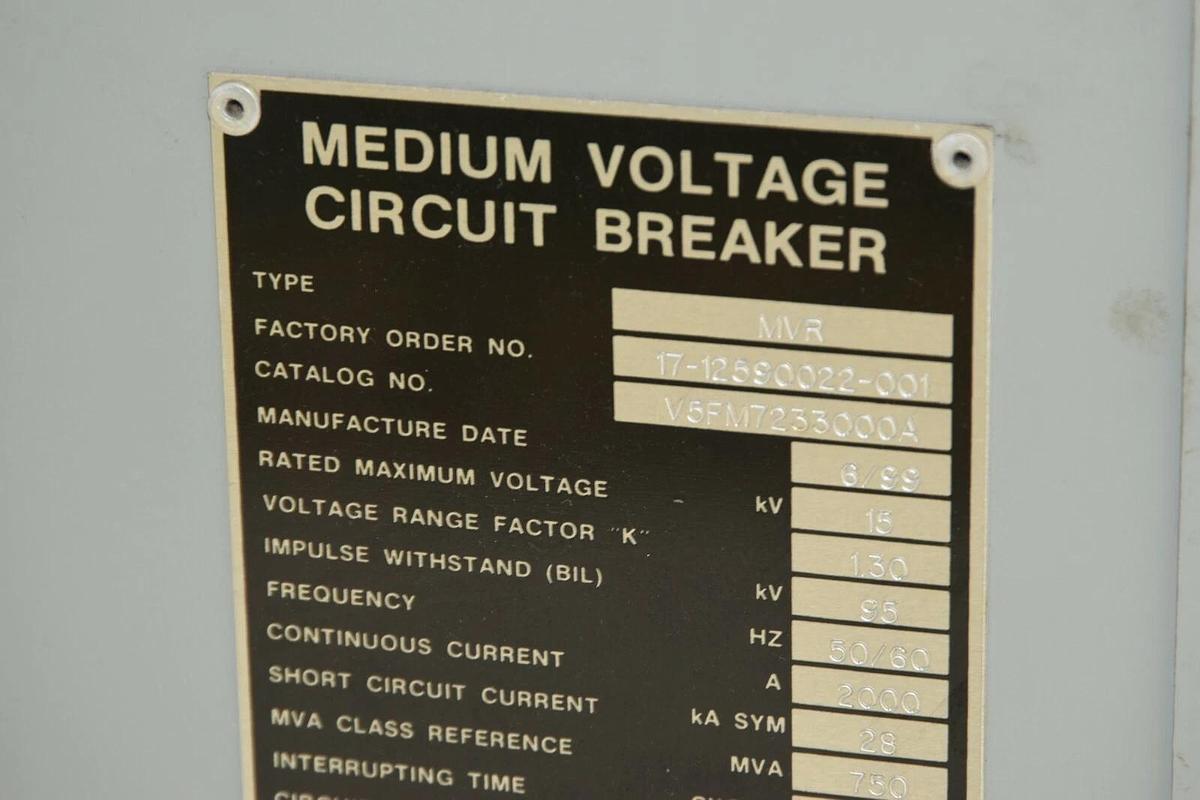 MEDIUM VOLTAGE
CIRCUIT BREAKER
TYPE MVR
FACTORY ORDER NO. 17-12590022-001
CATALOG NO. V5FM7233000A
MANUFACTURE DATE 6/99
RATED MAXIMUM VOLTAGE kV 15
VOLTAGE RANGE FACTOR "K" 1.30
IMPULSE WITHSTAND (BIL) kV 95
FREQUENCY HZ 50/60
CONTINUOUS CURRENT A 2000
SHORT CIRCUIT CURRENT kA SYM 28
MVA CLASS REFERENCE MVA 750
INTERRUPTING TIME